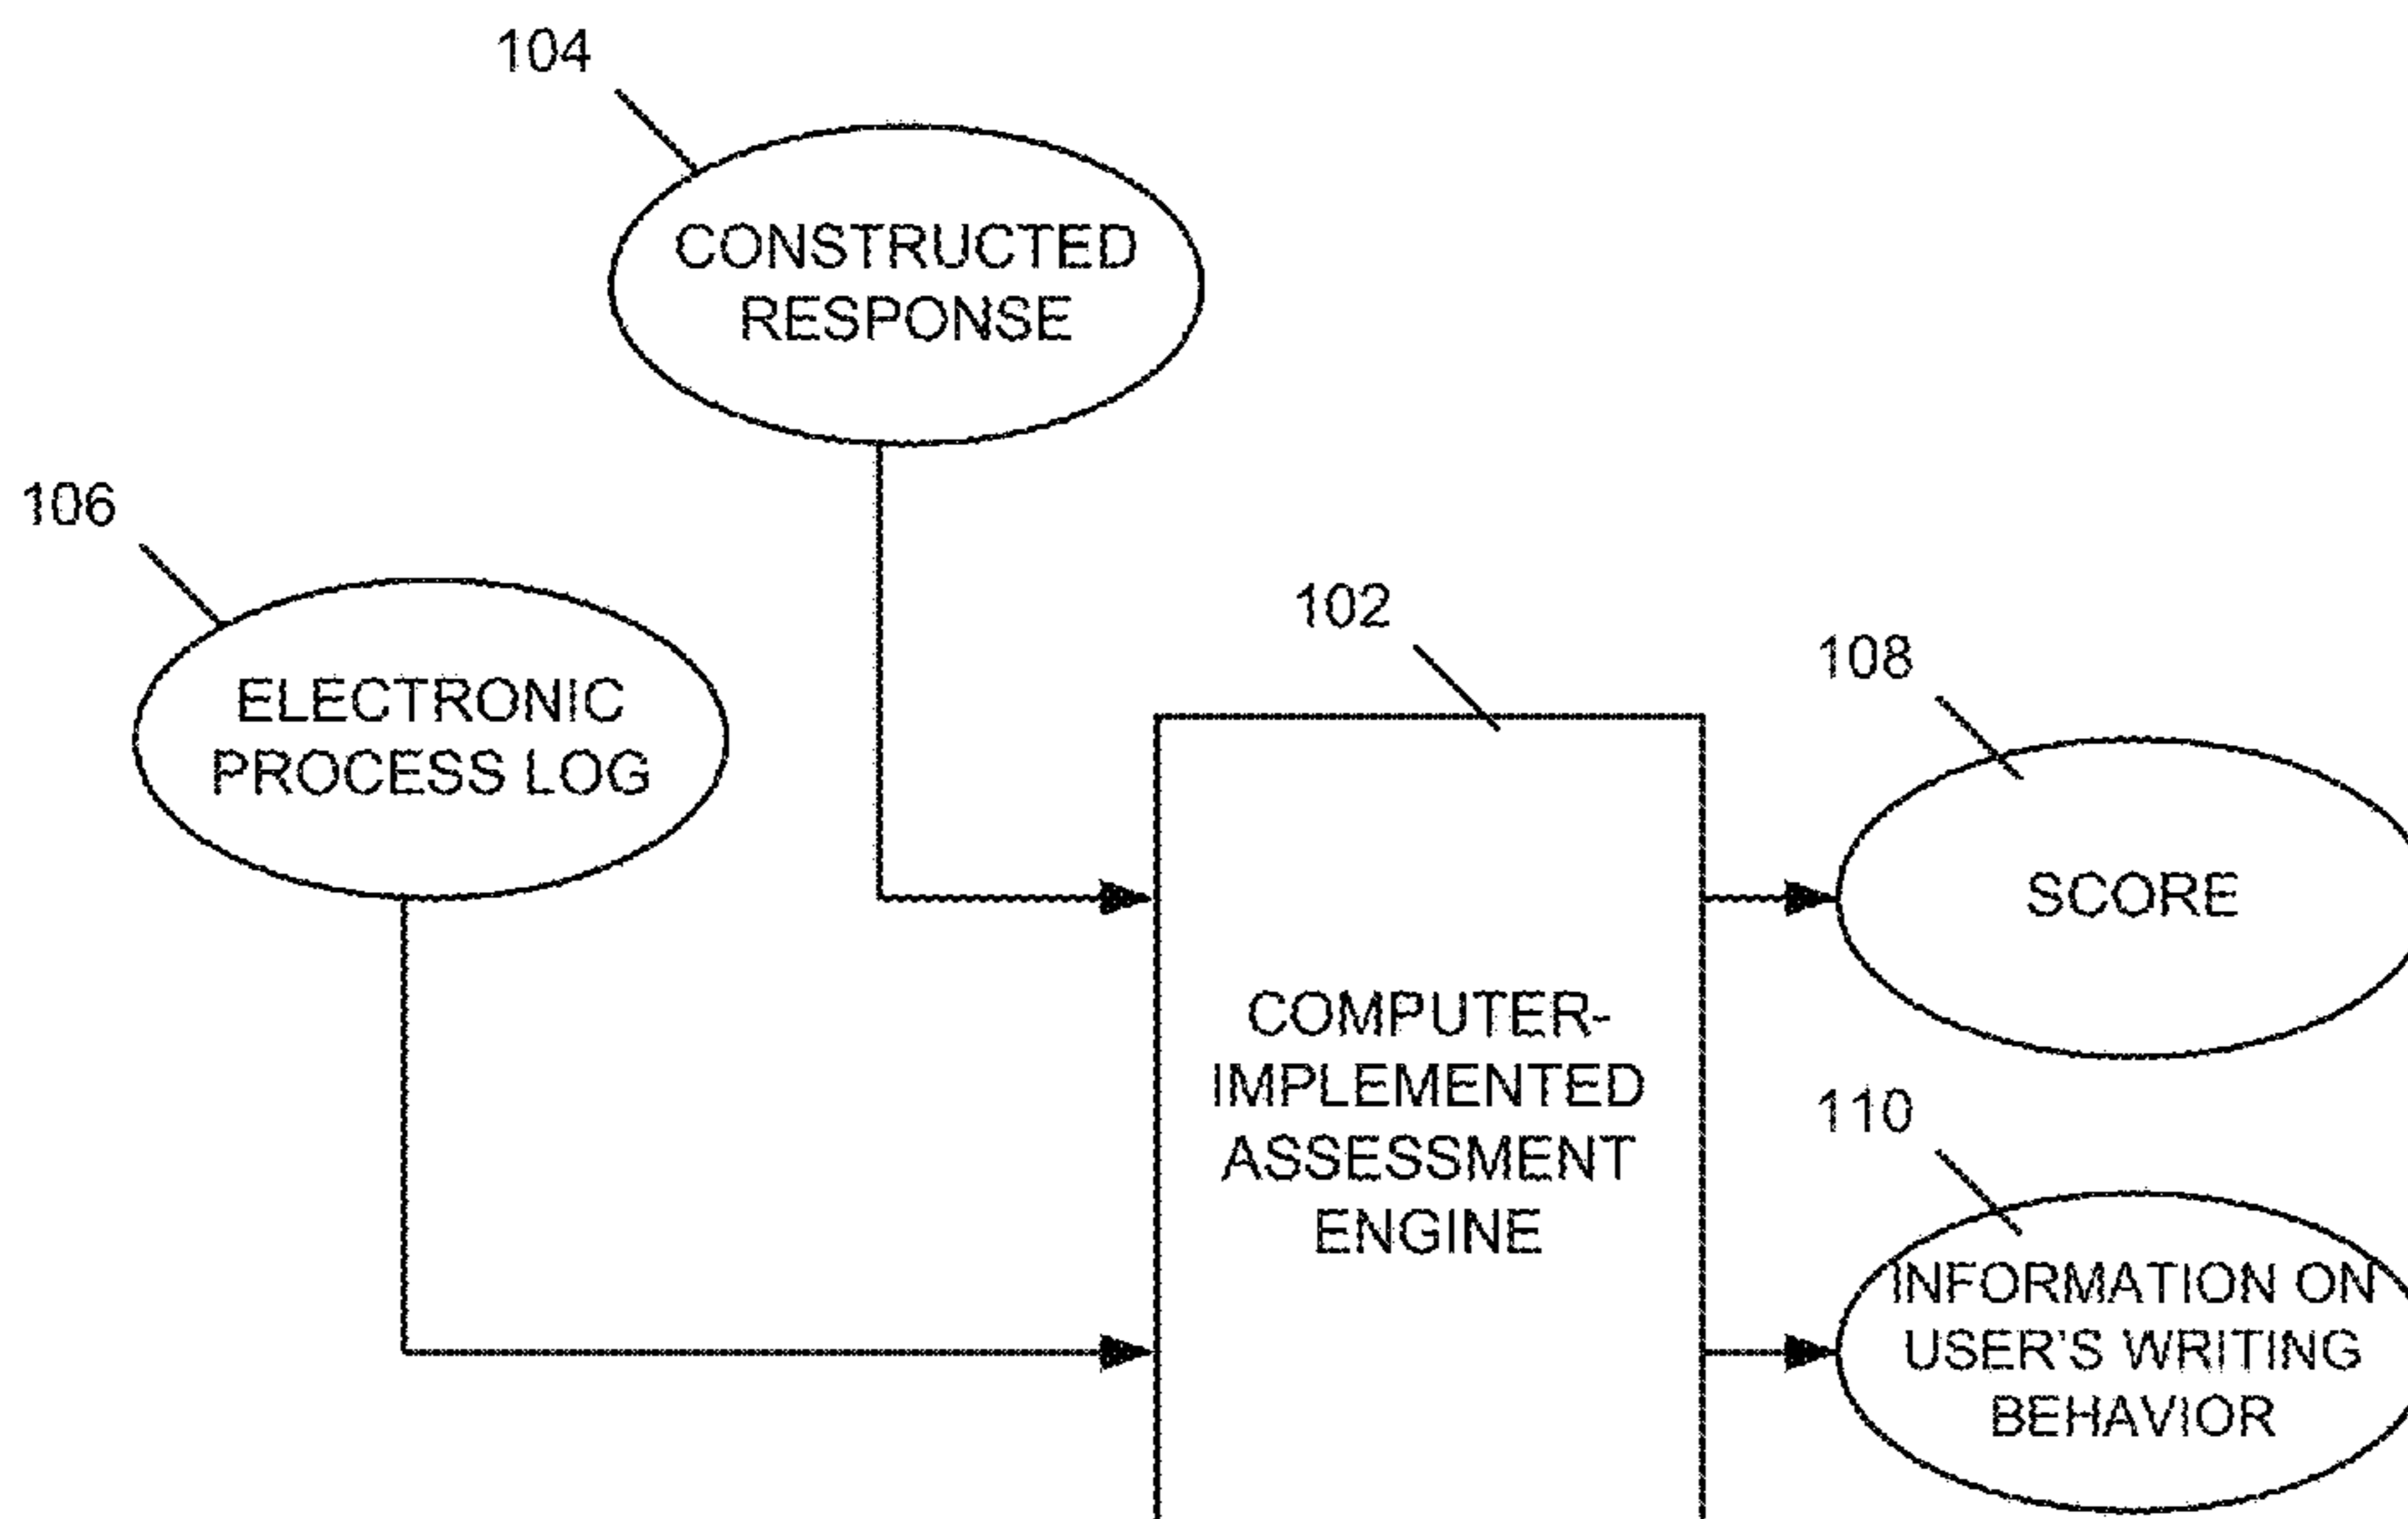 104
CONSTRUCTED
RESPONSE
106
ELECTRONIC
PROCESS LOG
102
COMPUTER-
IMPLEMENTED
ASSESSMENT
ENGINE
108
SCORE
110
INFORMATION ON
USER'S WRITING
BEHAVIOR